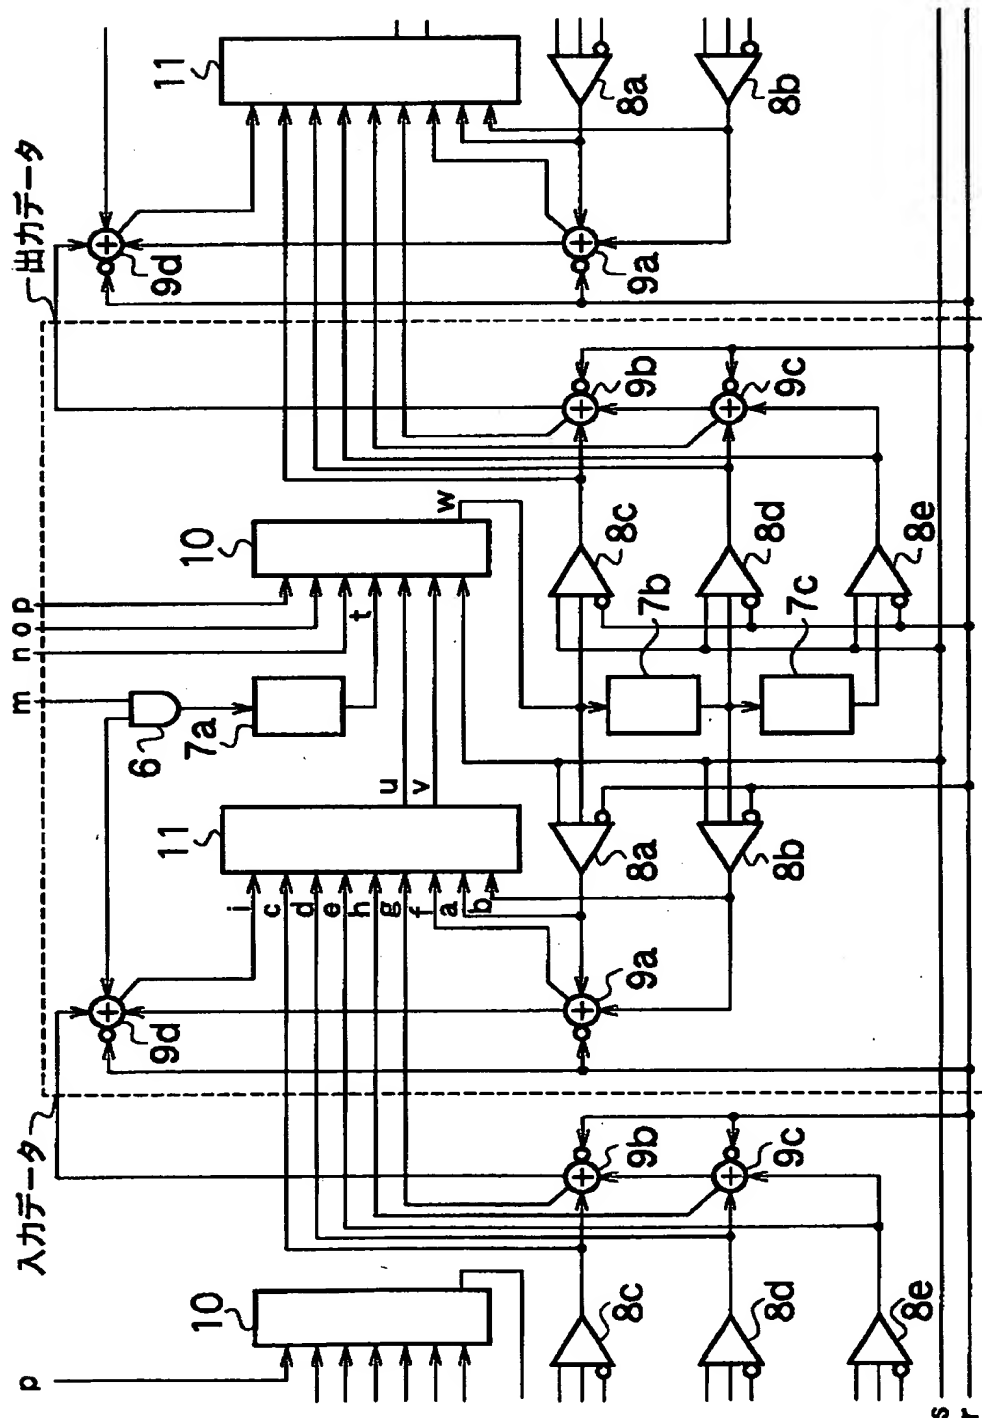 入力データ
出力データ
p
m
n
o
p
6
9d
11
9d
11
10
7a
10
i
c
d
e
h
g
f
a
b
t
u
v
w
8c
9b
9a
8a
7b
8c
9b
9a
8a
8d
9c
8b
7c
8d
9c
8b
8e
8e
s
r